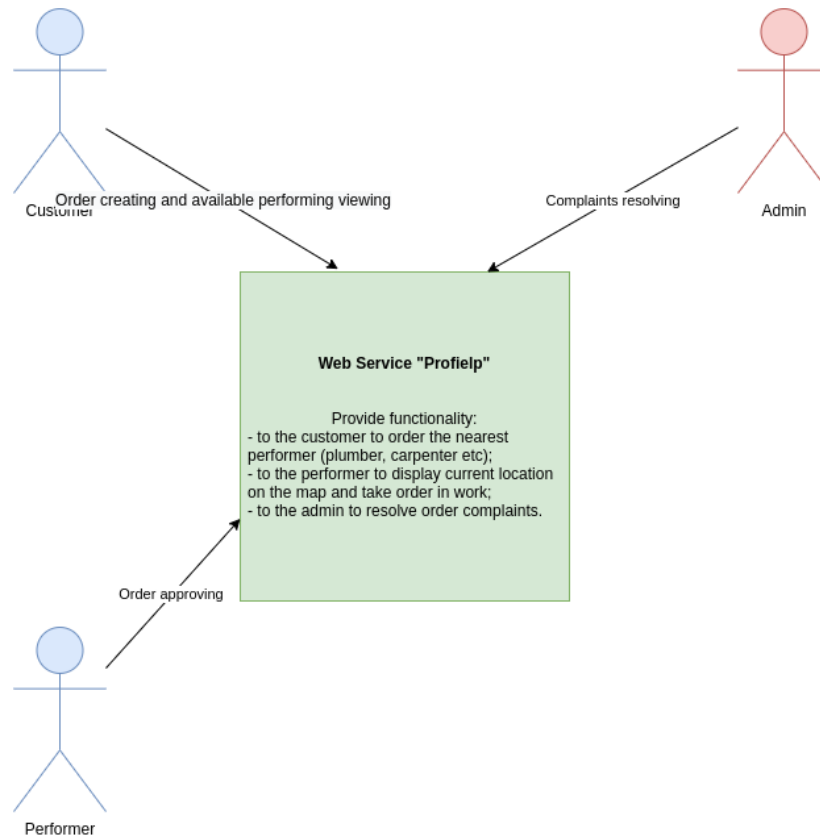 Order creating and available performing viewing
Customer
Complaints resolving
Admin
Web Service "Profielp"
Provide functionality:
- to the customer to order the nearest
performer (plumber, carpenter etc);
- to the performer to display current location
on the map and take order in work;
- to the admin to resolve order complaints.
Order approving
Performer